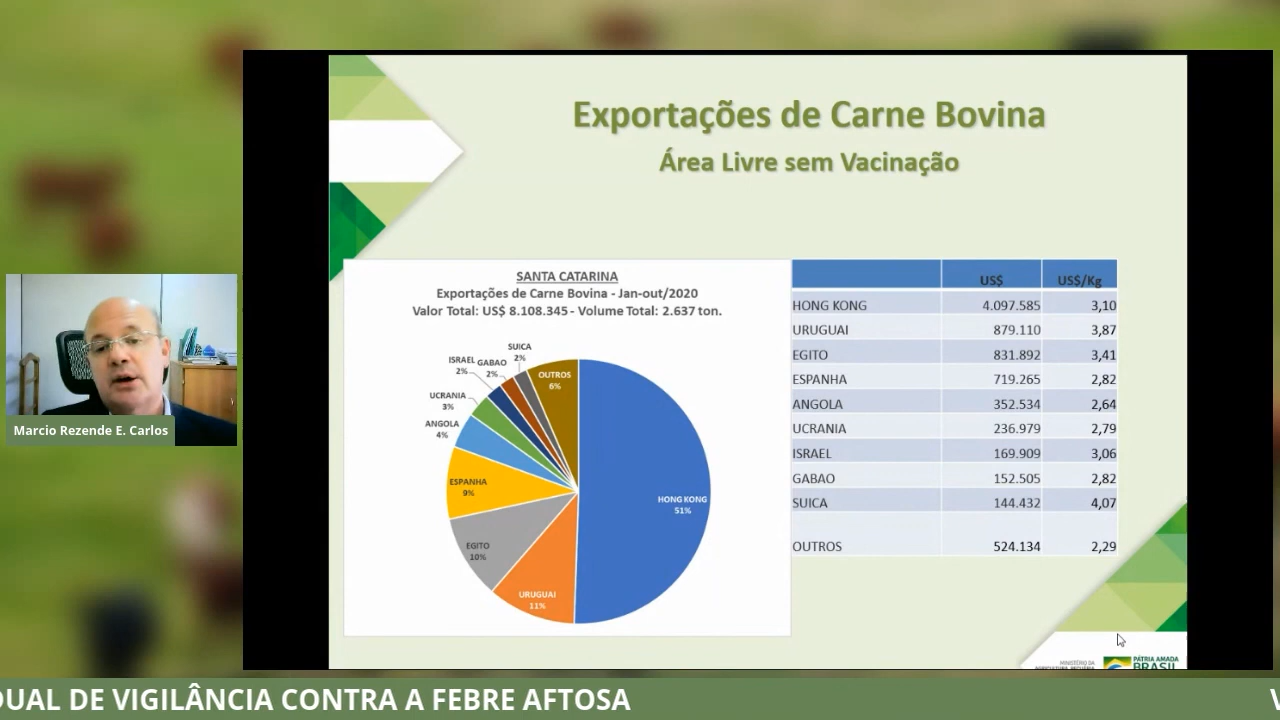 Exportações de Carne Bovina
Área Livre sem Vacinação
SANTA CATARINA
Exportações de Carne Bovina - Jan-out/2020
Valor Total: US$ 8.108.345 - Volume Total: 2.637 ton.
SUICA
2%
ISRAEL
2%
GABAO
2%
OUTROS
6%
UCRANIA
3%
ANGOLA
4%
ESPANHA
9%
HONG KONG
51%
EGITO
10%
URUGUAI
11%
US$ US$/Kg
HONG KONG 4.097.585 3,10
URUGUAI 879.110 3,87
EGITO 831.892 3,41
ESPANHA 719.265 2,82
ANGOLA 352.534 2,64
UCRANIA 236.979 2,79
ISRAEL 169.909 3,06
GABAO 152.505 2,82
SUICA 144.432 4,07
OUTROS 524.134 2,29
Marcio Rezende E. Carlos
MINISTÉRIO DA
PÁTRIA AMADA
BRASIL
DUAL DE VIGILÂNCIA CONTRA A FEBRE AFTOSA